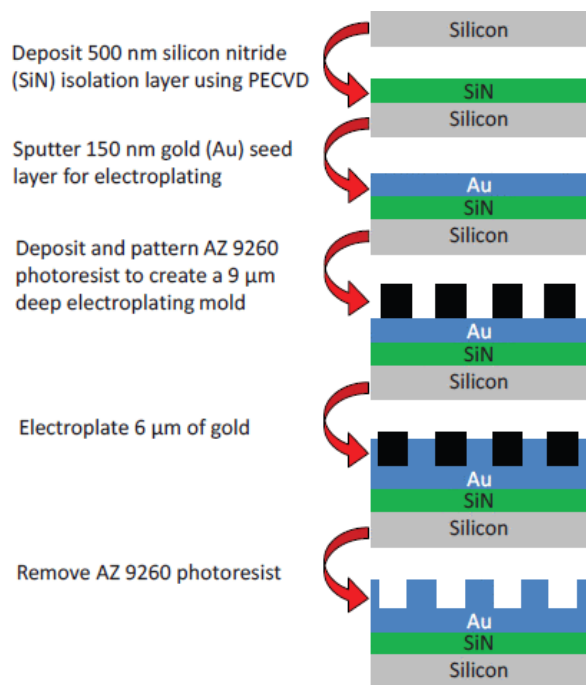 Silicon
Deposit 500 nm silicon nitride
(SiN) isolation layer using PECVD
SiN
Silicon
Sputter 150 nm gold (Au) seed
layer for electroplating
Au
SiN
Silicon
Deposit and pattern AZ 9260
photoresist to create a 9 µm
deep electroplating mold
Au
SiN
Silicon
Electroplate 6 µm of gold
Au
SiN
Silicon
Remove AZ 9260 photoresist
Au
SiN
Silicon